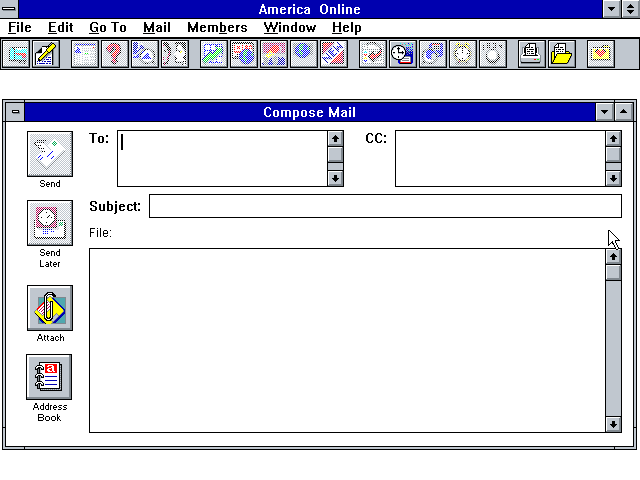 America Online
File Edit Go To Mail Members Window Help
Compose Mail
To:
CC:
Send
Subject:
File:
Send
Later
Attach
a
Address
Book